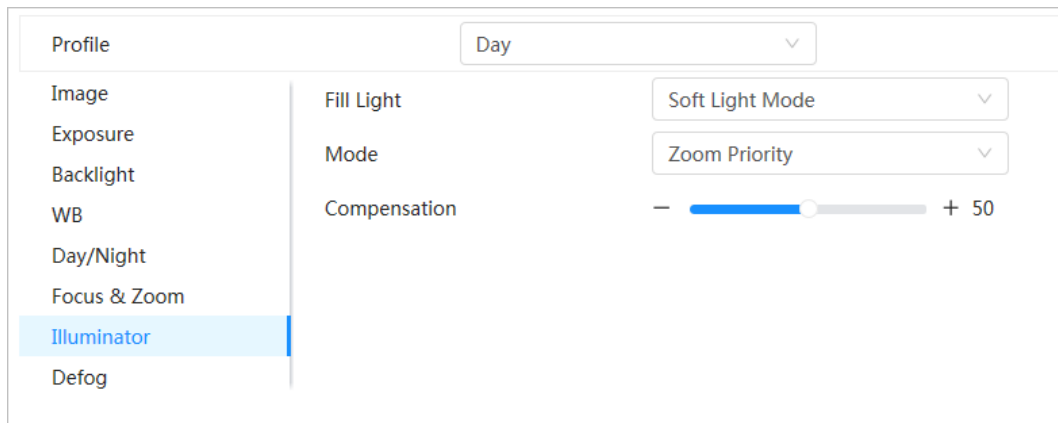 Profile Day
Image
Exposure
Backlight
WB
Day/Night
Focus & Zoom
Illuminator
Defog
Fill Light Soft Light Mode
Mode Zoom Priority
Compensation − + 50